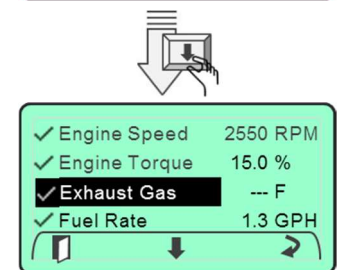 ✓ Engine Speed 2550 RPM
✓ Engine Torque 15.0 %
✓ Exhaust Gas --- F
✓ Fuel Rate 1.3 GPH